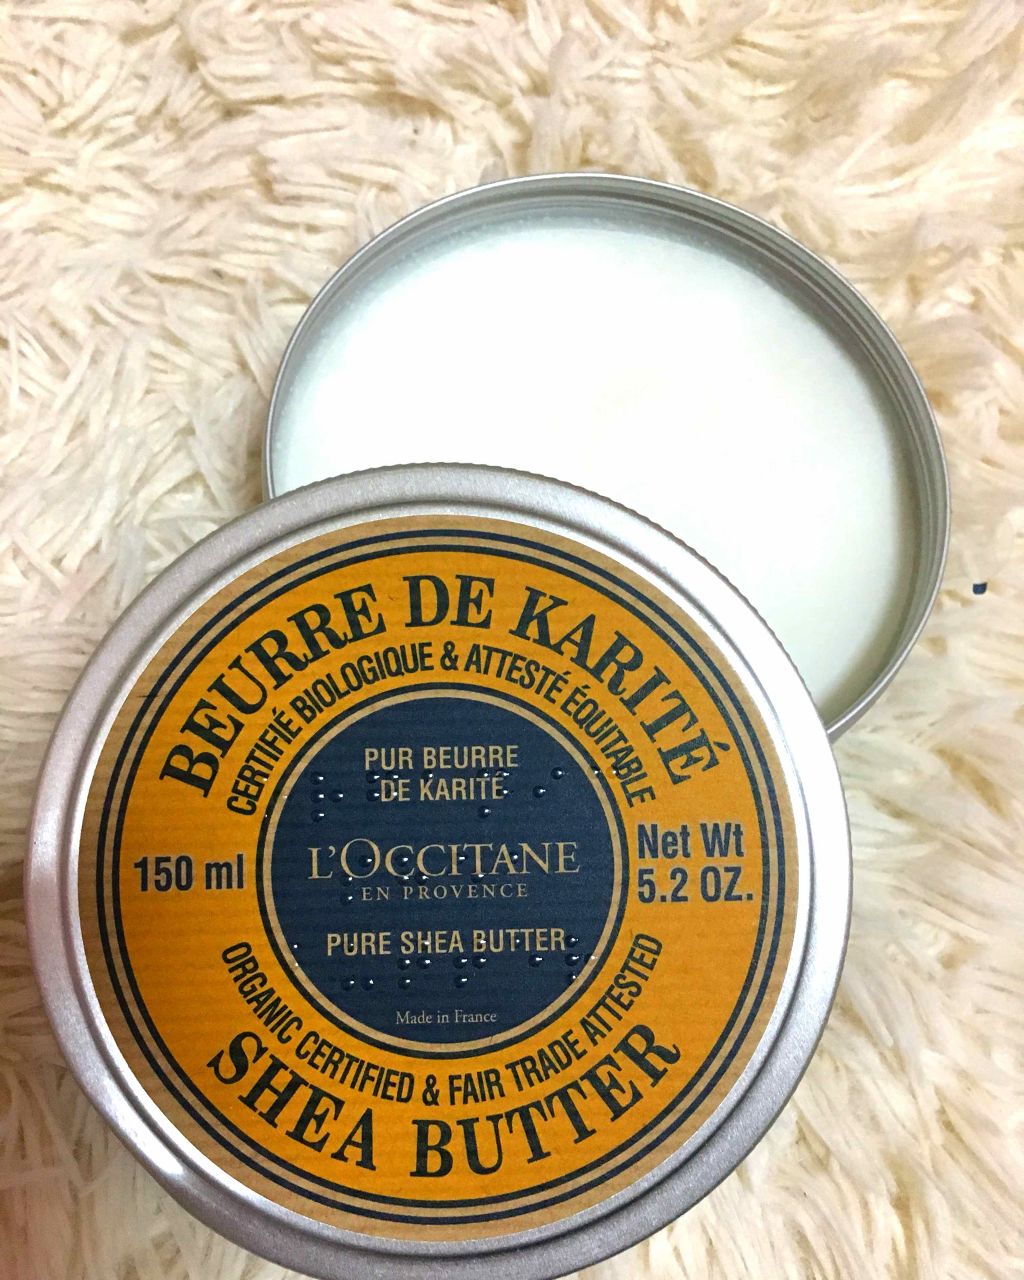 BEURRE DE KARITÉ
CERTIFIÉ BIOLOGIQUE & ATTESTÉ ÉQUITABLE
PUR BEURRE
DE KARITÉ
150 ml
L'OCCITANE
EN PROVENCE
Net Wt
5.2 OZ.
PURE SHEA BUTTER
Made in France
ORGANIC CERTIFIED & FAIR TRADE ATTESTED
SHEA BUTTER